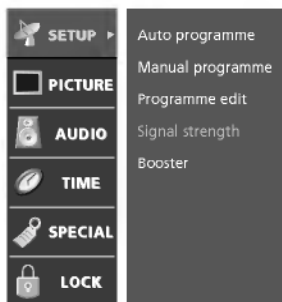 SETUP
PICTURE
AUDIO
TIME
SPECIAL
LOCK
Auto programme
Manual programme
Programme edit
Signal strength
Booster